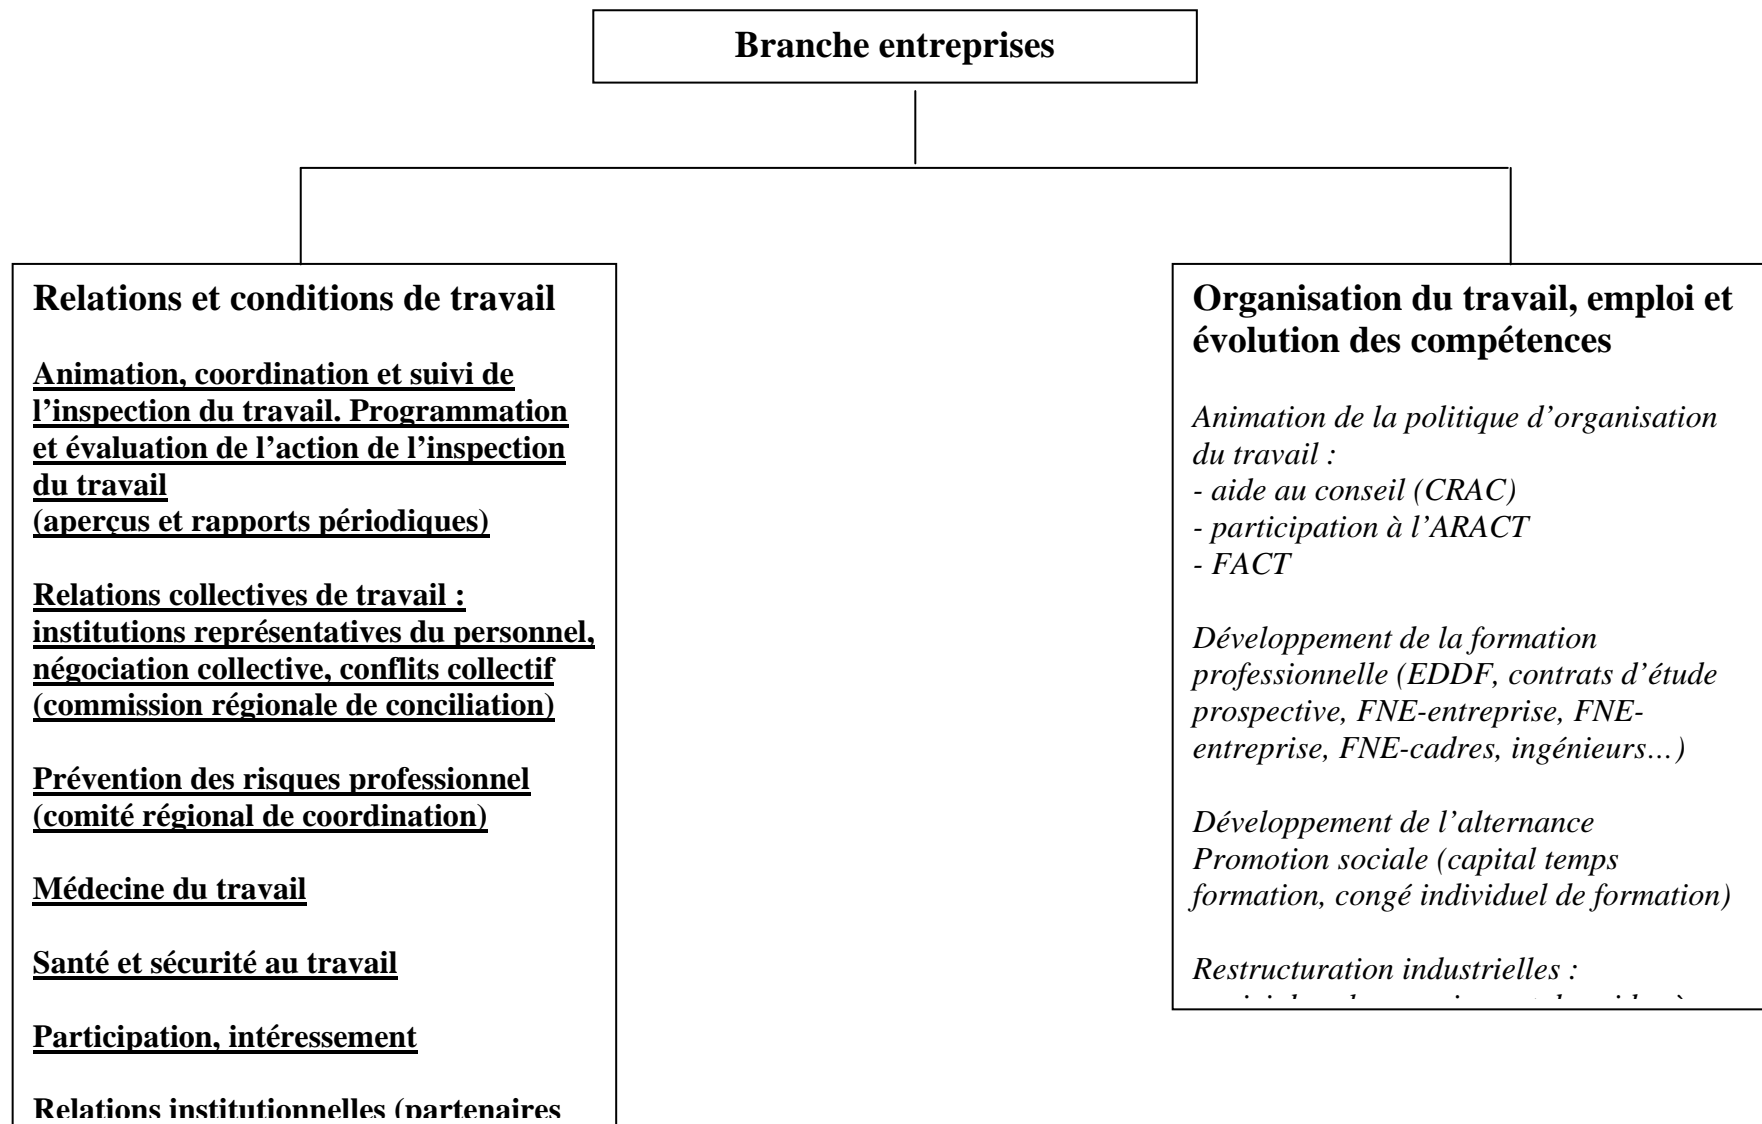 Branche entreprises
Relations et conditions de travail
Animation, coordination et suivi de
l’inspection du travail. Programmation
et évaluation de l’action de l’inspection
du travail
(aperçus et rapports périodiques)
Relations collectives de travail :
institutions représentatives du personnel,
négociation collective, conflits collectif
(commission régionale de conciliation)
Prévention des risques professionnel
(comité régional de coordination)
Médecine du travail
Santé et sécurité au travail
Participation, intéressement
Relations institutionnelles (partenaires
Organisation du travail, emploi et
évolution des compétences
Animation de la politique d’organisation
du travail :
- aide au conseil (CRAC)
- participation à l’ARACT
- FACT
Développement de la formation
professionnelle (EDDF, contrats d’étude
prospective, FNE-entreprise, FNE-
entreprise, FNE-cadres, ingénieurs…)
Développement de l’alternance
Promotion sociale (capital temps
formation, congé individuel de formation)
Restructuration industrielles :